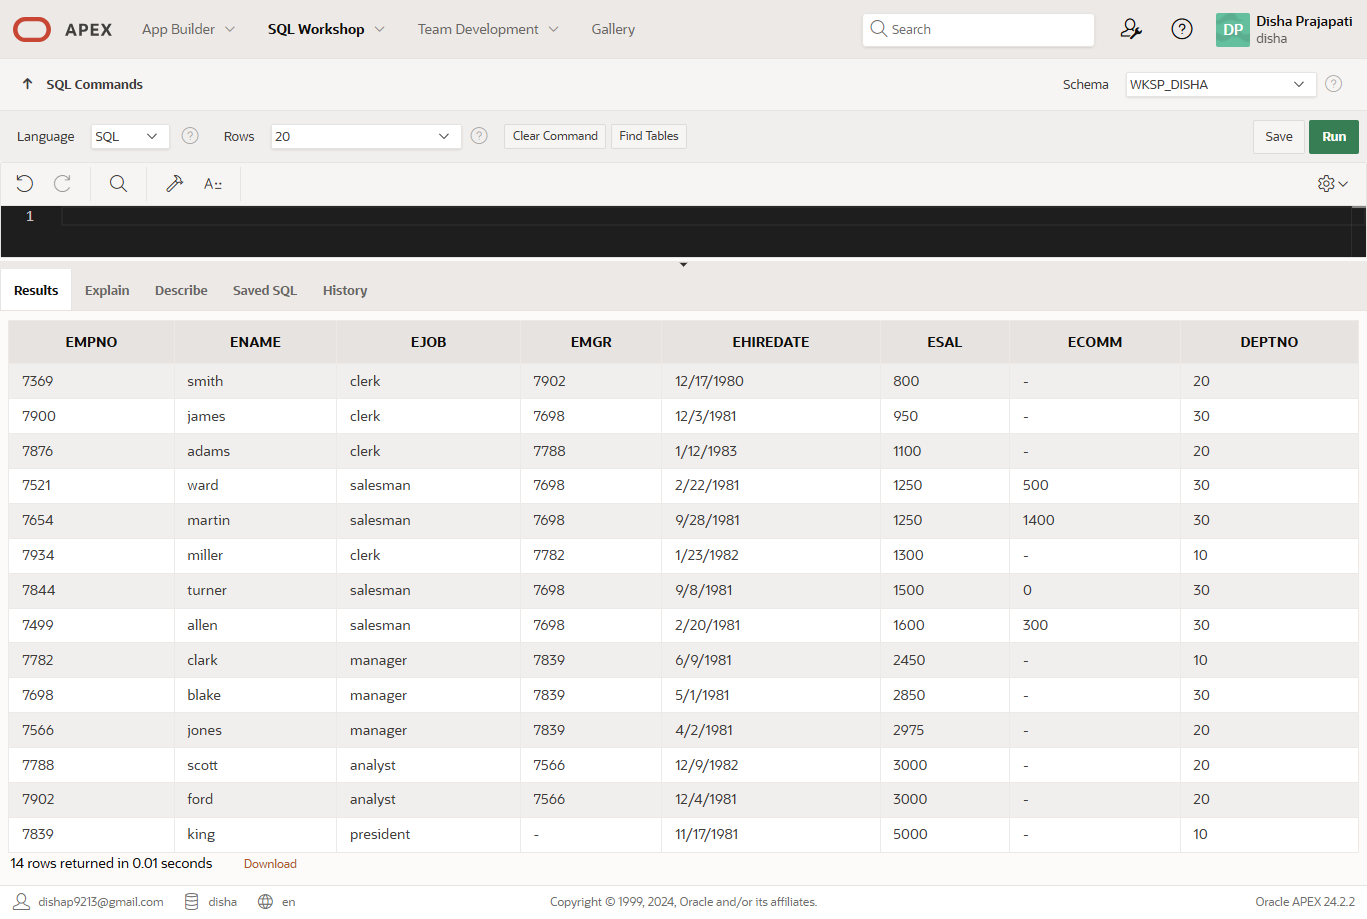 APEX App Builder SQL Workshop Team Development Gallery Search DP Disha Prajapati
disha
SQL Commands Schema WKSP_DISHA
Language SQL Rows 20 Clear Command Find Tables Save Run
1
Results Explain Describe Saved SQL History
EMPNO ENAME EJOB EMGR EHIREDATE ESAL ECOMM DEPTNO
7369 smith clerk 7902 12/17/1980 800 - 20
7900 james clerk 7698 12/3/1981 950 - 30
7876 adams clerk 7788 1/12/1983 1100 - 20
7521 ward salesman 7698 2/22/1981 1250 500 30
7654 martin salesman 7698 9/28/1981 1250 1400 30
7934 miller clerk 7782 1/23/1982 1300 - 10
7844 turner salesman 7698 9/8/1981 1500 0 30
7499 allen salesman 7698 2/20/1981 1600 300 30
7782 clark manager 7839 6/9/1981 2450 - 10
7698 blake manager 7839 5/1/1981 2850 - 30
7566 jones manager 7839 4/2/1981 2975 - 20
7788 scott analyst 7566 12/9/1982 3000 - 20
7902 ford analyst 7566 12/4/1981 3000 - 20
7839 king president - 11/17/1981 5000 - 10
14 rows returned in 0.01 seconds Download
dishap9213@gmail.com disha en Copyright © 1999, 2024, Oracle and/or its affiliates. Oracle APEX 24.2.2